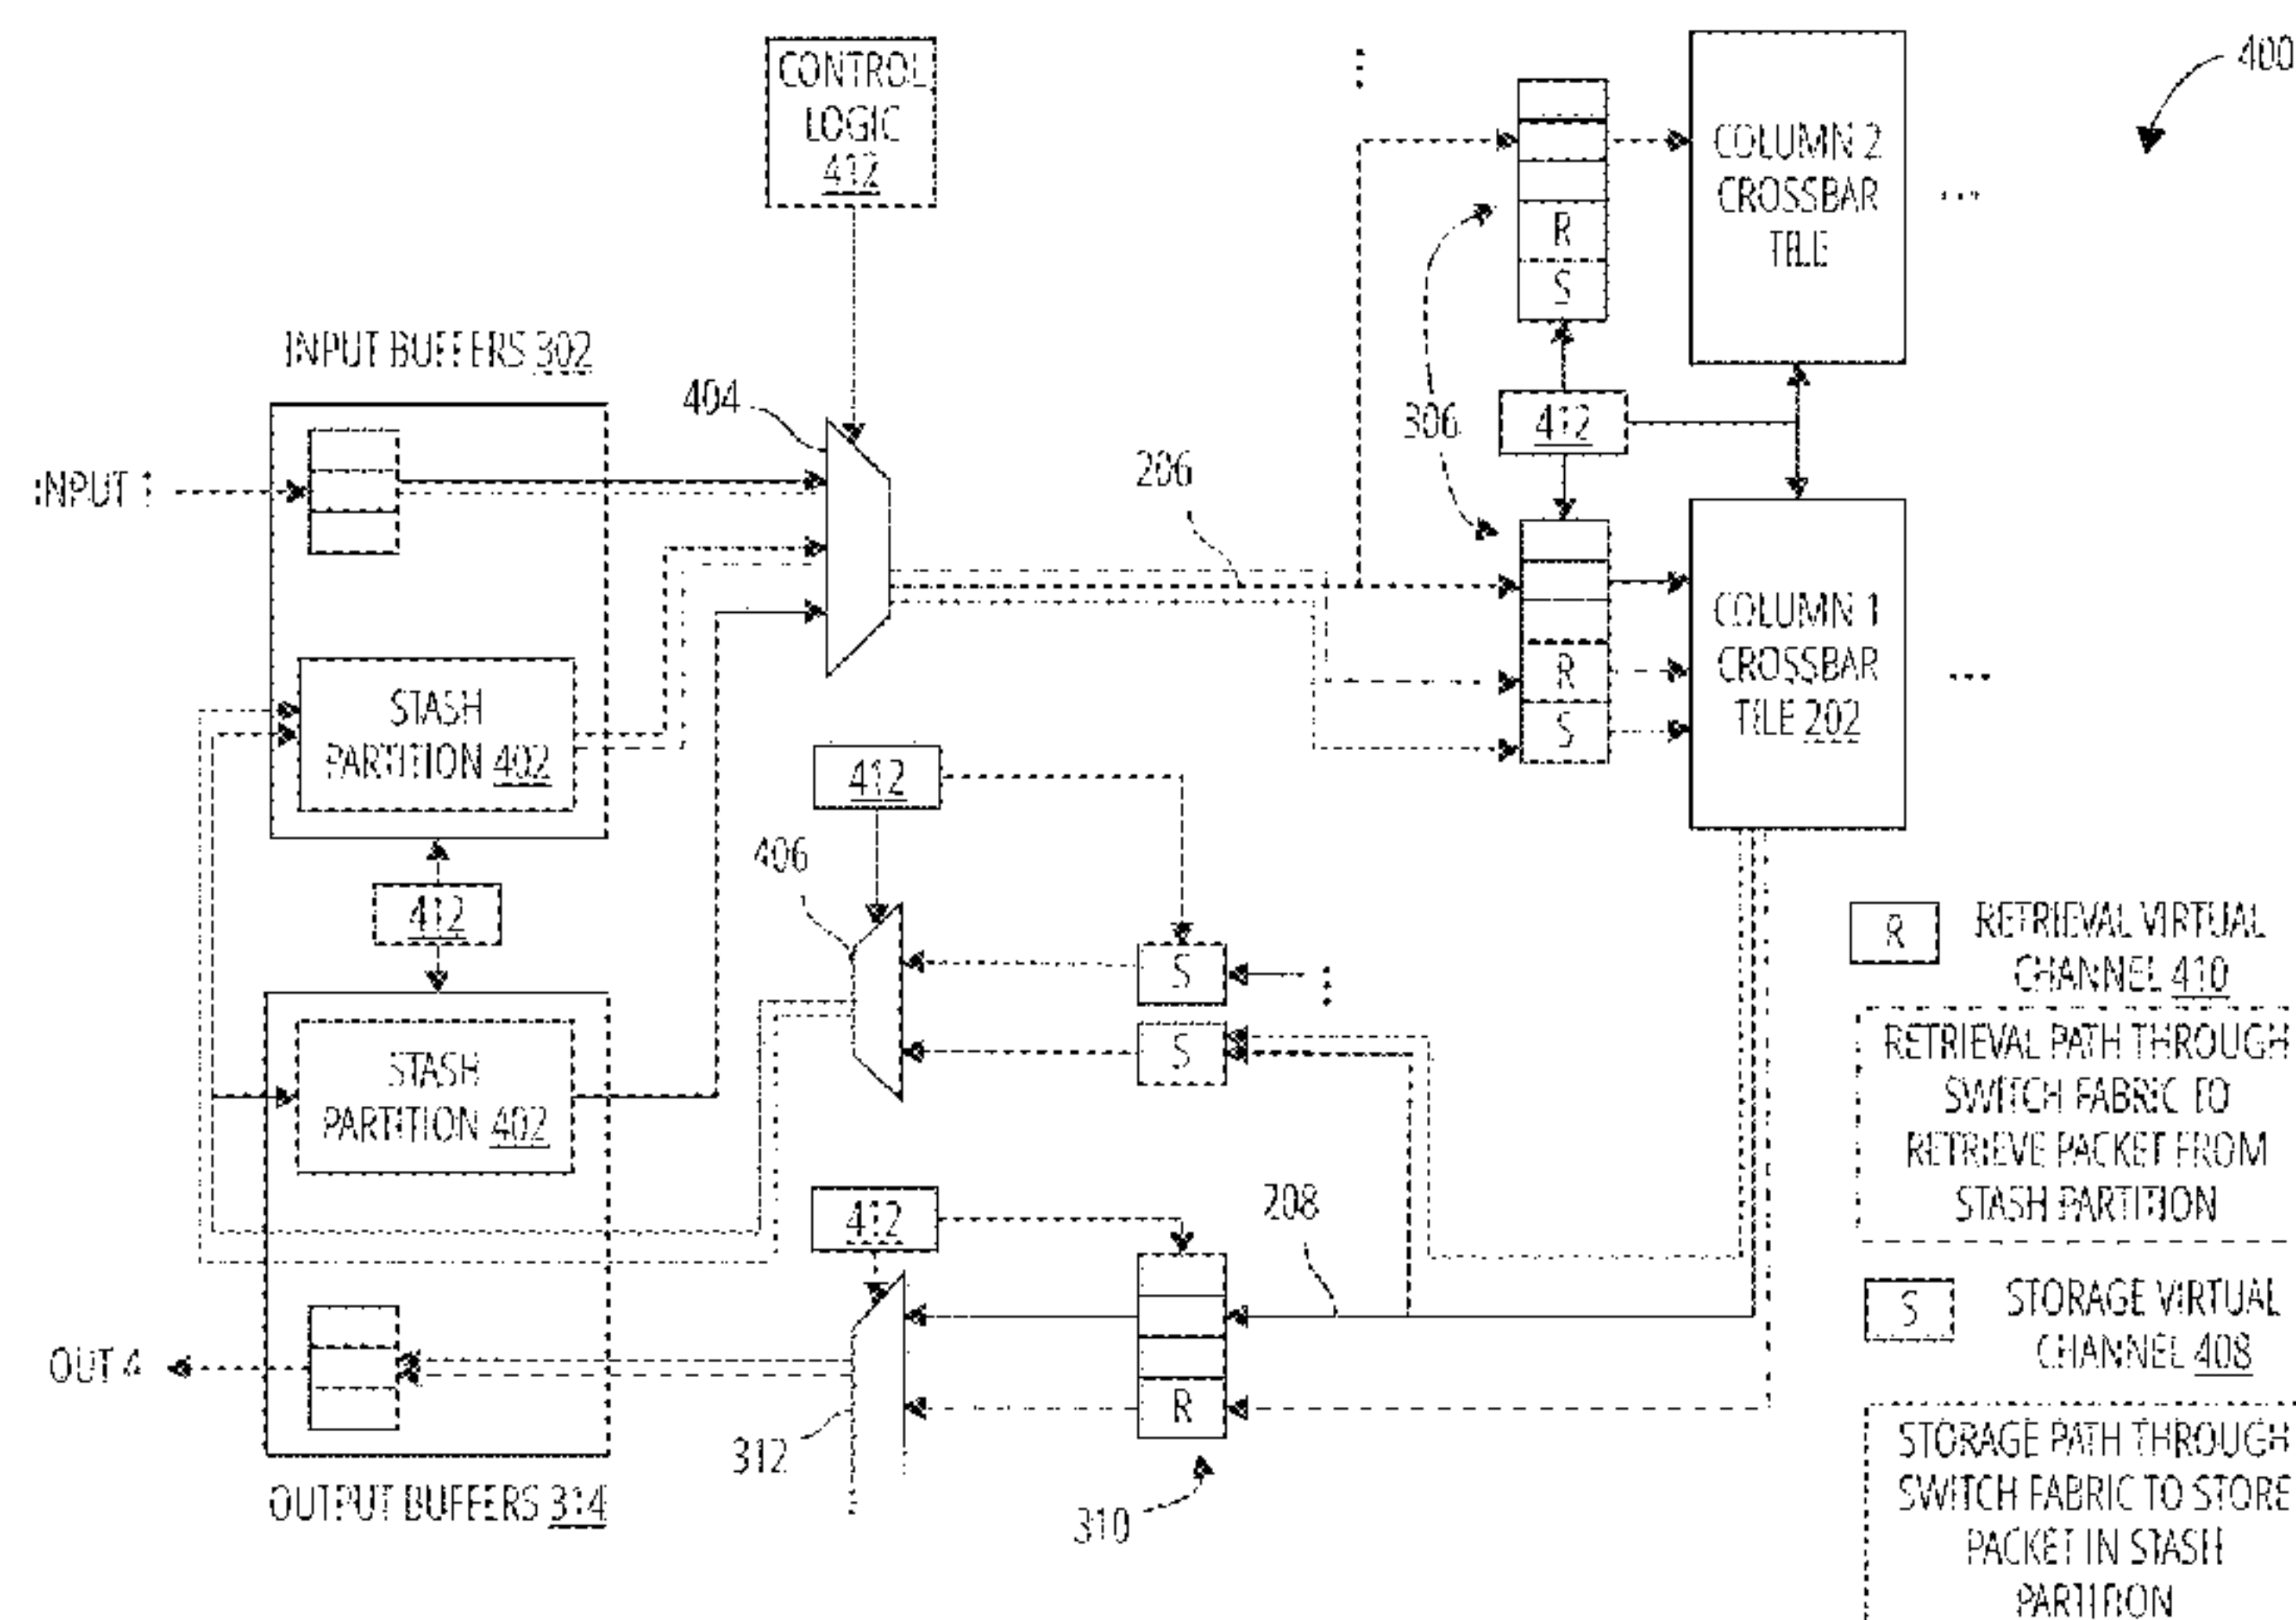 400
CONTROL
LOGIC
412
R
S
COLUMN 2
CROSSBAR
TILE
INPUT BUFFERS 302
404
306
412
206
INPUT 1
R
S
COLUMN 1
CROSSBAR
TILE 202
STASH
PARTITION 402
412
406
412
S
S
STASH
PARTITION 402
R RETRIEVAL VIRTUAL
CHANNEL 410
RETRIEVAL PATH THROUGH
SWITCH FABRIC TO
RETRIEVE PACKET FROM
STASH PARTITION
412
208
R
OUT 4
312
310
OUTPUT BUFFERS 314
S STORAGE VIRTUAL
CHANNEL 408
STORAGE PATH THROUGH
SWITCH FABRIC TO STORE
PACKET IN STASH
PARTITION